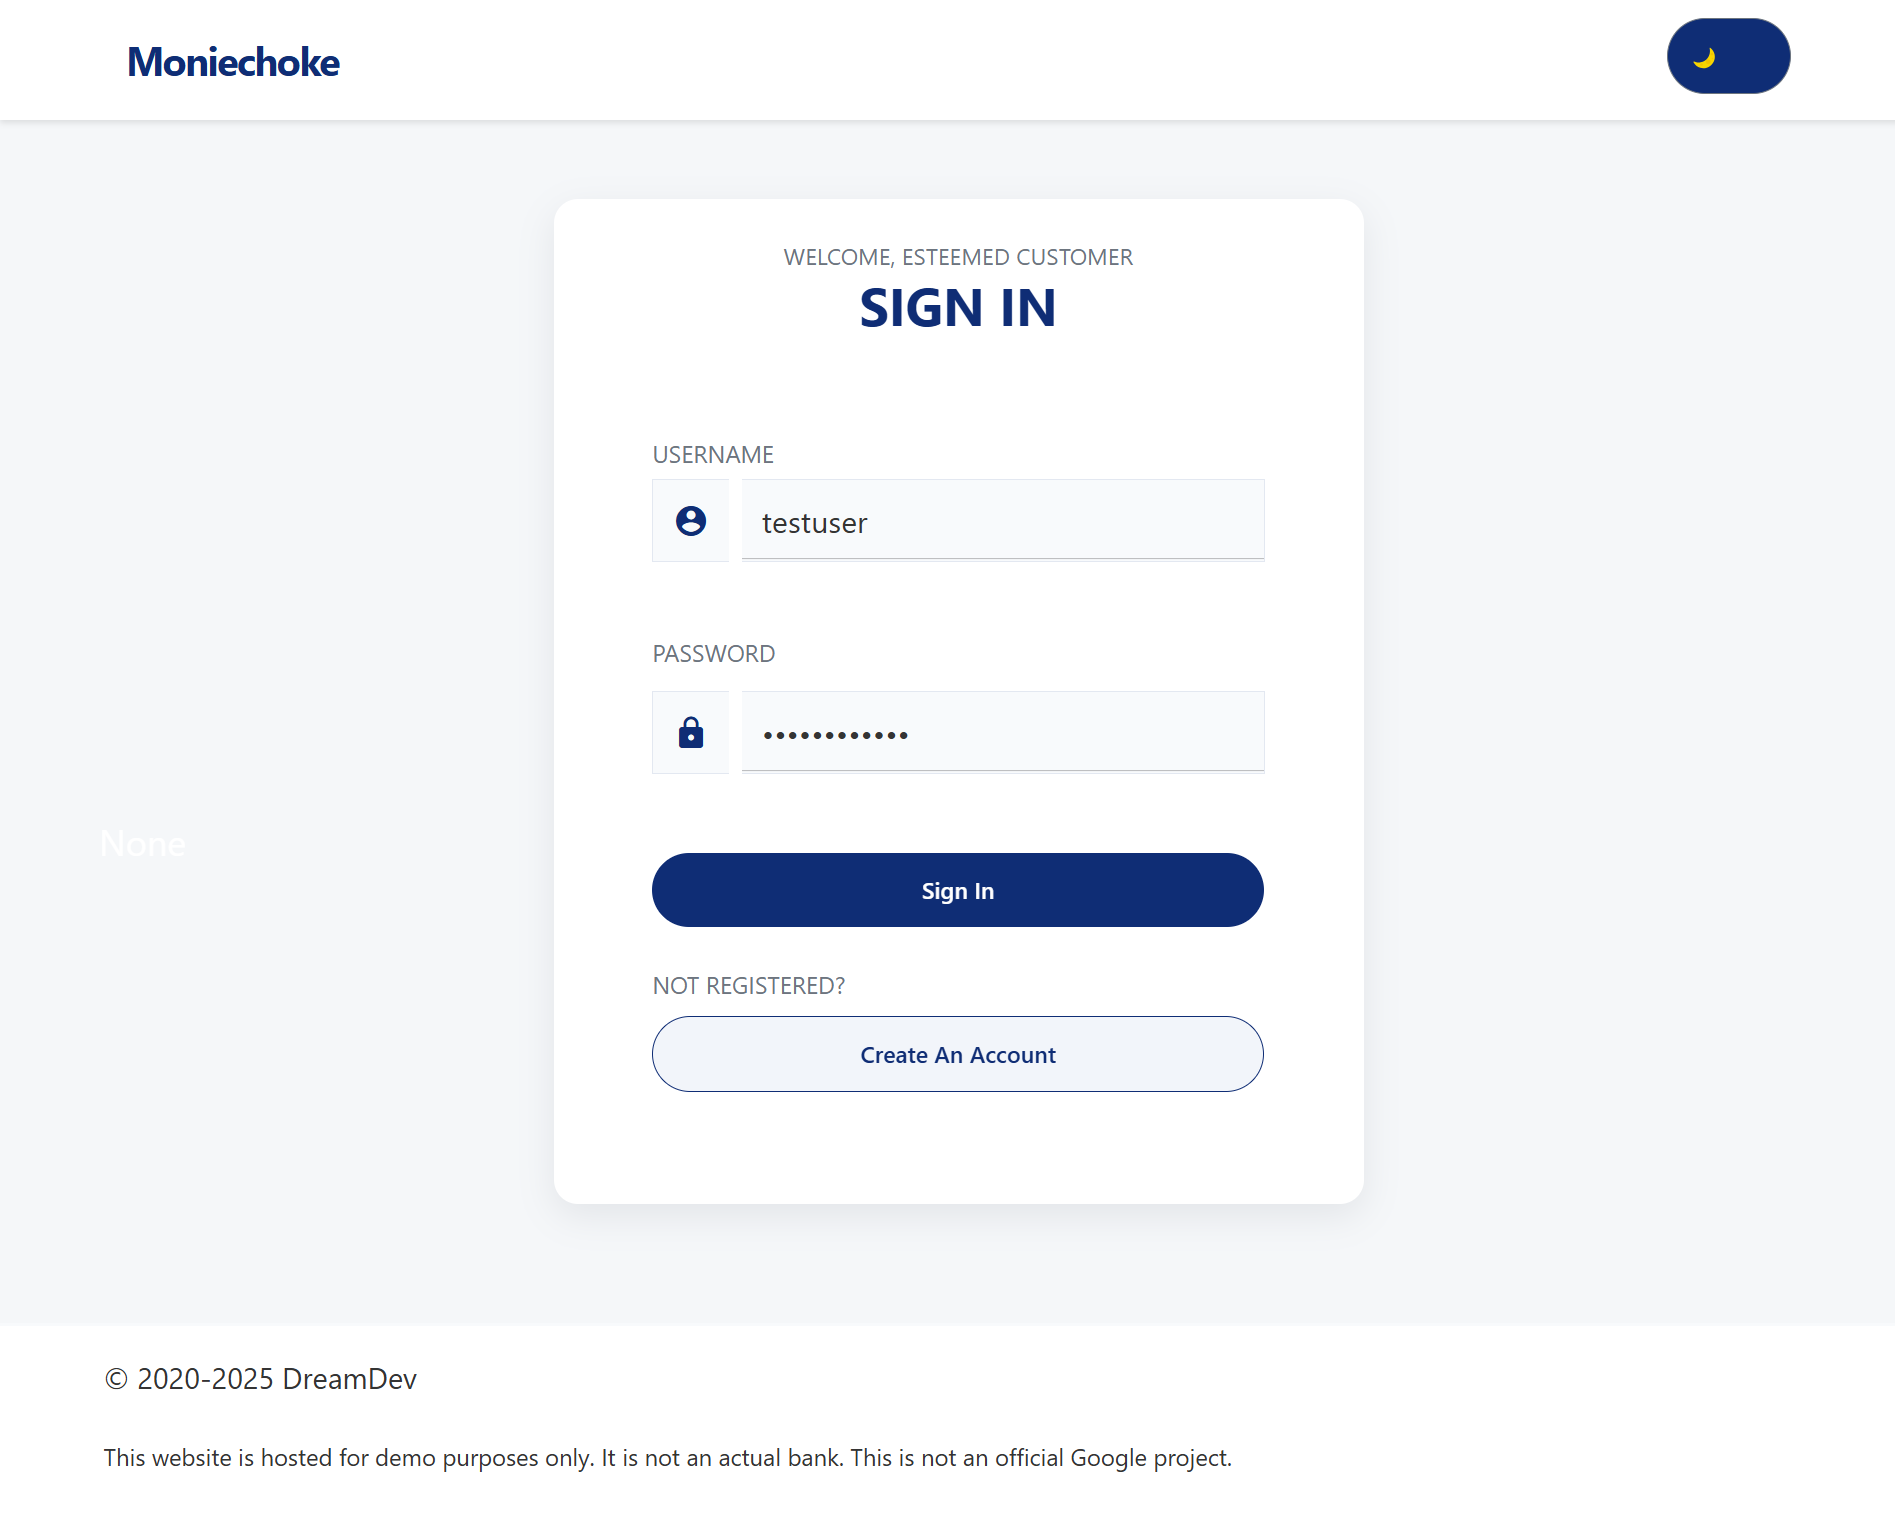 Moniechoke
WELCOME, ESTEEMED CUSTOMER
SIGN IN
USERNAME
testuser
PASSWORD
••••••••••••
None
Sign In
NOT REGISTERED?
Create An Account
© 2020-2025 DreamDev
This website is hosted for demo purposes only. It is not an actual bank. This is not an official Google project.